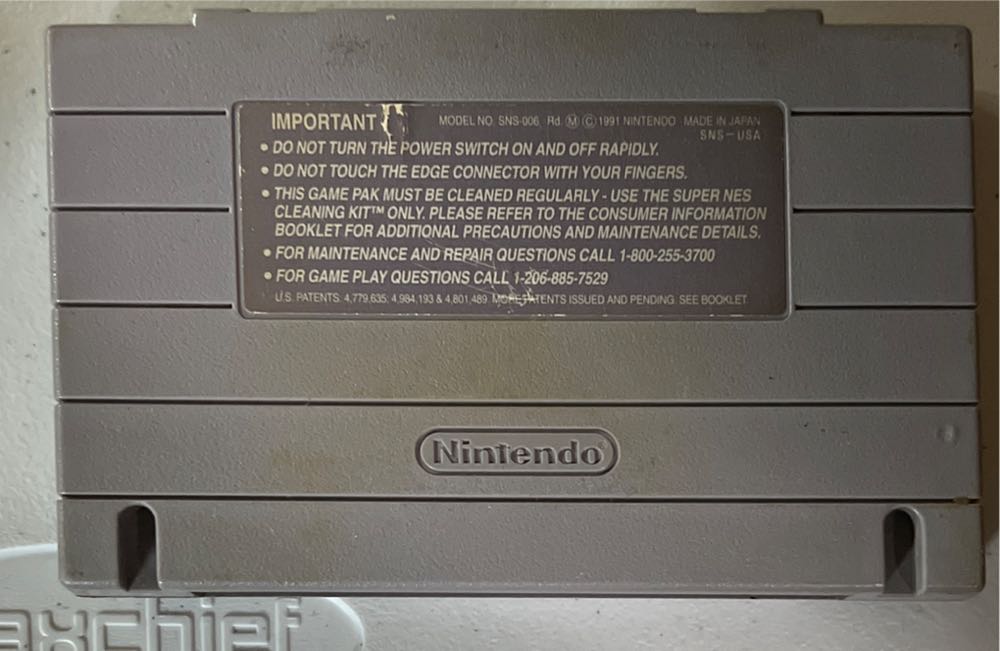 IMPORTANT MODEL NO. SNS-006 Rd Ⓜ Ⓒ 1991 NINTENDO MADE IN JAPAN
SNS-USA
• DO NOT TURN THE POWER SWITCH ON AND OFF RAPIDLY.
• DO NOT TOUCH THE EDGE CONNECTOR WITH YOUR FINGERS.
• THIS GAME PAK MUST BE CLEANED REGULARLY - USE THE SUPER NES
CLEANING KIT™ ONLY. PLEASE REFER TO THE CONSUMER INFORMATION
BOOKLET FOR ADDITIONAL PRECAUTIONS AND MAINTENANCE DETAILS.
• FOR MAINTENANCE AND REPAIR QUESTIONS CALL 1-800-255-3700
• FOR GAME PLAY QUESTIONS CALL 1-206-885-7529
U.S. PATENTS 4,779,635; 4,984,193 & 4,801,489 MORE PATENTS ISSUED AND PENDING. SEE BOOKLET.
Nintendo
axchief